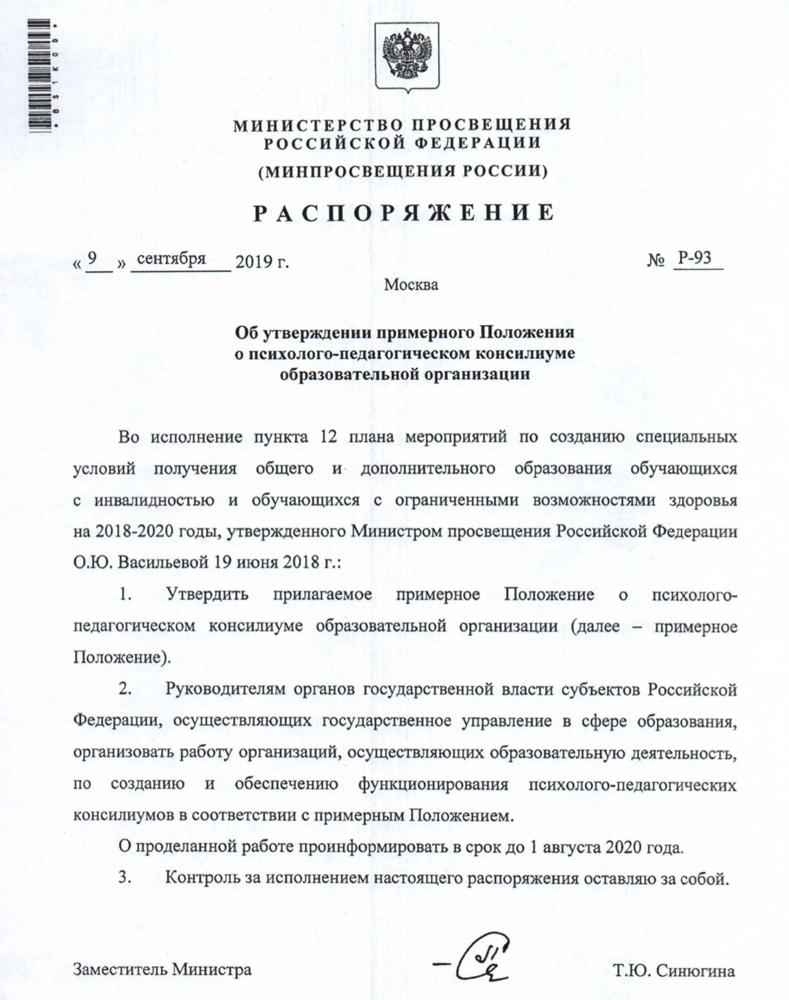 *BS1KOD*
МИНИСТЕРСТВО ПРОСВЕЩЕНИЯ
РОССИЙСКОЙ ФЕДЕРАЦИИ
(МИНПРОСВЕЩЕНИЯ РОССИИ)
РАСПОРЯЖЕНИЕ
« 9 » сентября 2019 г. № Р-93
Москва
Об утверждении примерного Положения
о психолого-педагогическом консилиуме
образовательной организации
Во исполнение пункта 12 плана мероприятий по созданию специальных
условий получения общего и дополнительного образования обучающихся
с инвалидностью и обучающихся с ограниченными возможностями здоровья
на 2018-2020 годы, утвержденного Министром просвещения Российской Федерации
О.Ю. Васильевой 19 июня 2018 г.:
1. Утвердить прилагаемое примерное Положение о психолого-
педагогическом консилиуме образовательной организации (далее – примерное
Положение).
2. Руководителям органов государственной власти субъектов Российской
Федерации, осуществляющих государственное управление в сфере образования,
организовать работу организаций, осуществляющих образовательную деятельность,
по созданию и обеспечению функционирования психолого-педагогических
консилиумов в соответствии с примерным Положением.
О проделанной работе проинформировать в срок до 1 августа 2020 года.
3. Контроль за исполнением настоящего распоряжения оставляю за собой.
Заместитель Министра Т.Ю. Синюгина